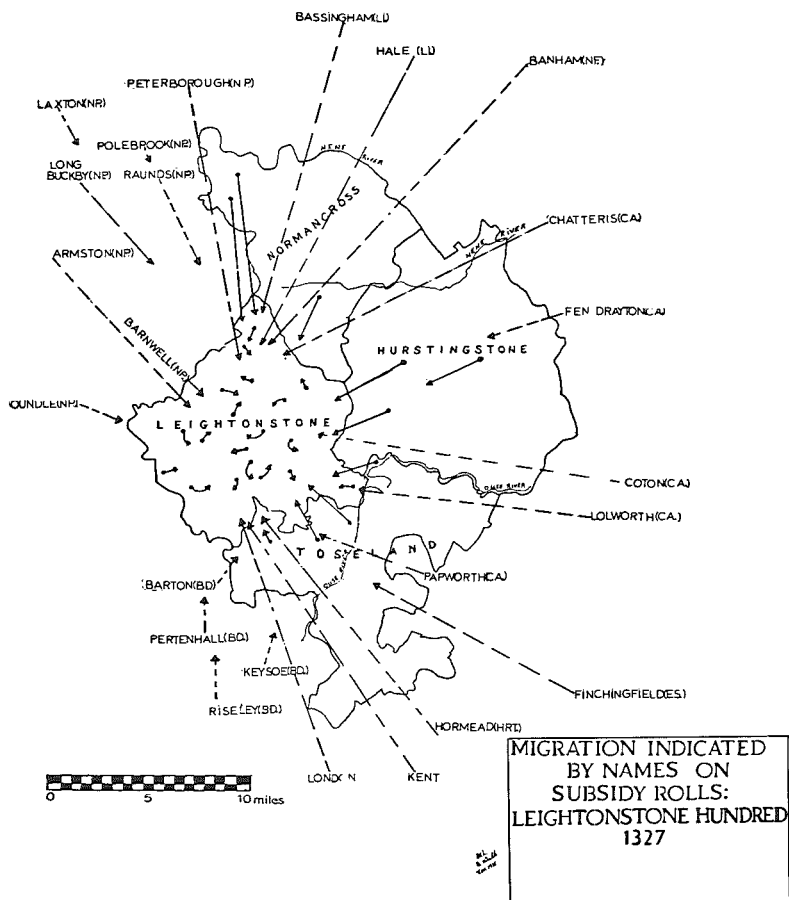 BASSINGHAM(LI)
HALE (LI)
BANHAM(NF)
PETERBOROUGH(NP)
LAXTON(NP)
POLEBROOK(NP)
LONG
BUCKBY(NP)
RAUNDS(NP)
NENE
RIVER
NORMANCROSS
CHATTERIS(CA)
NENE RIVER
ARMSTON(NP)
FEN DRAYTON(CA)
BARNWELL(NP)
HURSTINGSTONE
OUNDLE(NP)
LEIGHTONSTONE
COTON(CA)
OUSE RIVER
LOLWORTH(CA)
TOSELAND
OUSE RIVER
BARTON(BD)
PAPWORTH(CA)
PERTENHALL(BD)
KEYSOE(BD)
FINCHINGFIELD(ES)
RISELEY(BD)
HORMEAD(HRT)
LONDON
KENT
0 5 10 miles
MIGRATION INDICATED
BY NAMES ON
SUBSIDY ROLLS:
LEIGHTONSTONE HUNDRED
1327